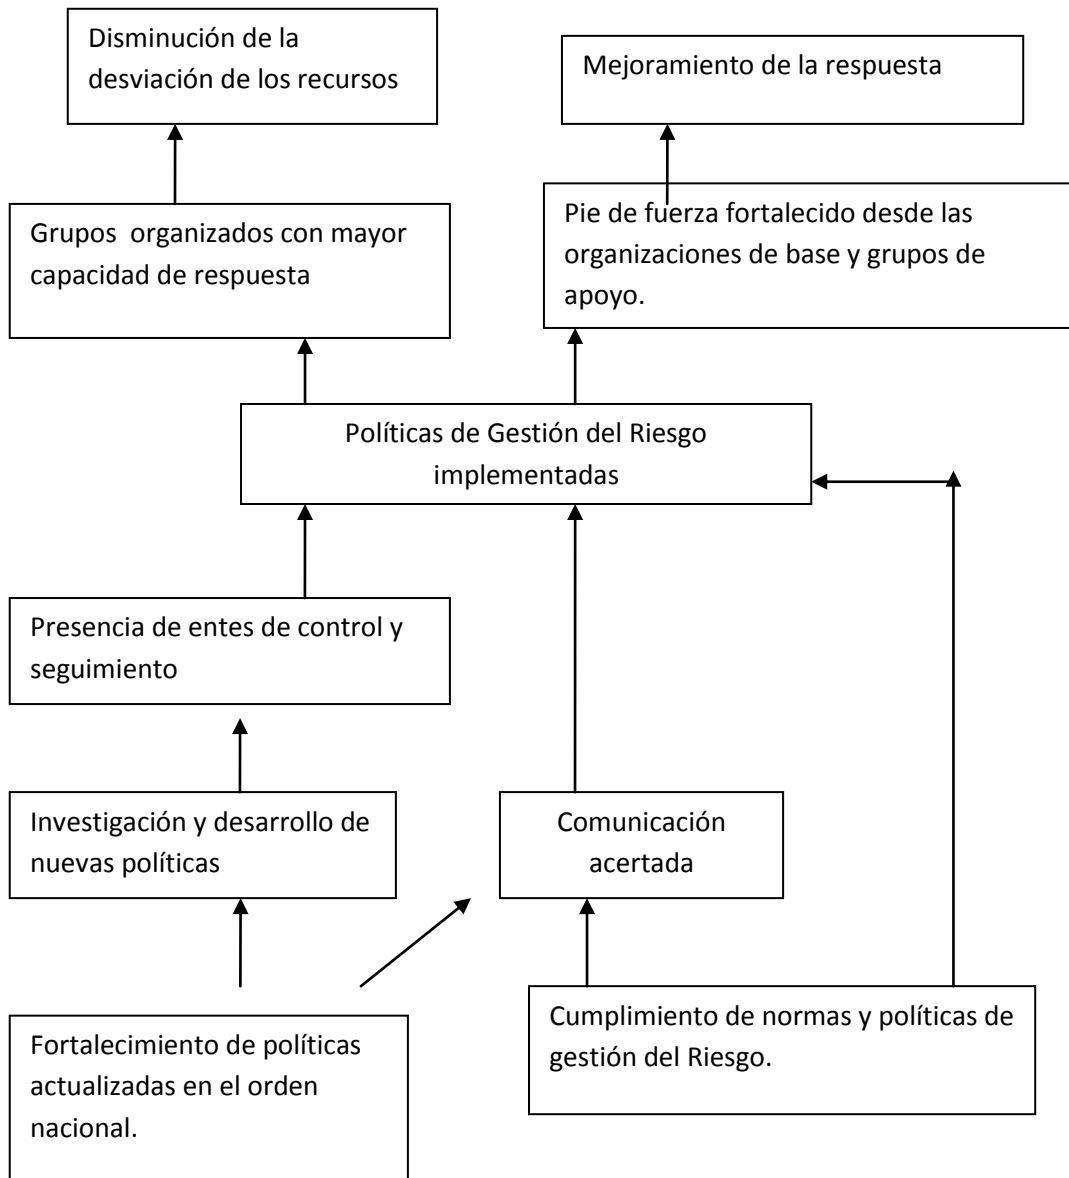 Disminución de la
desviación de los recursos
Mejoramiento de la respuesta
Grupos  organizados con mayor
capacidad de respuesta
Pie de fuerza fortalecido desde las
organizaciones de base y grupos de
apoyo.
Políticas de Gestión del Riesgo
implementadas
Presencia de entes de control y
seguimiento
Investigación y desarrollo de
nuevas políticas
Comunicación
acertada
Fortalecimiento de políticas
actualizadas en el orden
nacional.
Cumplimiento de normas y políticas de
gestión del Riesgo.